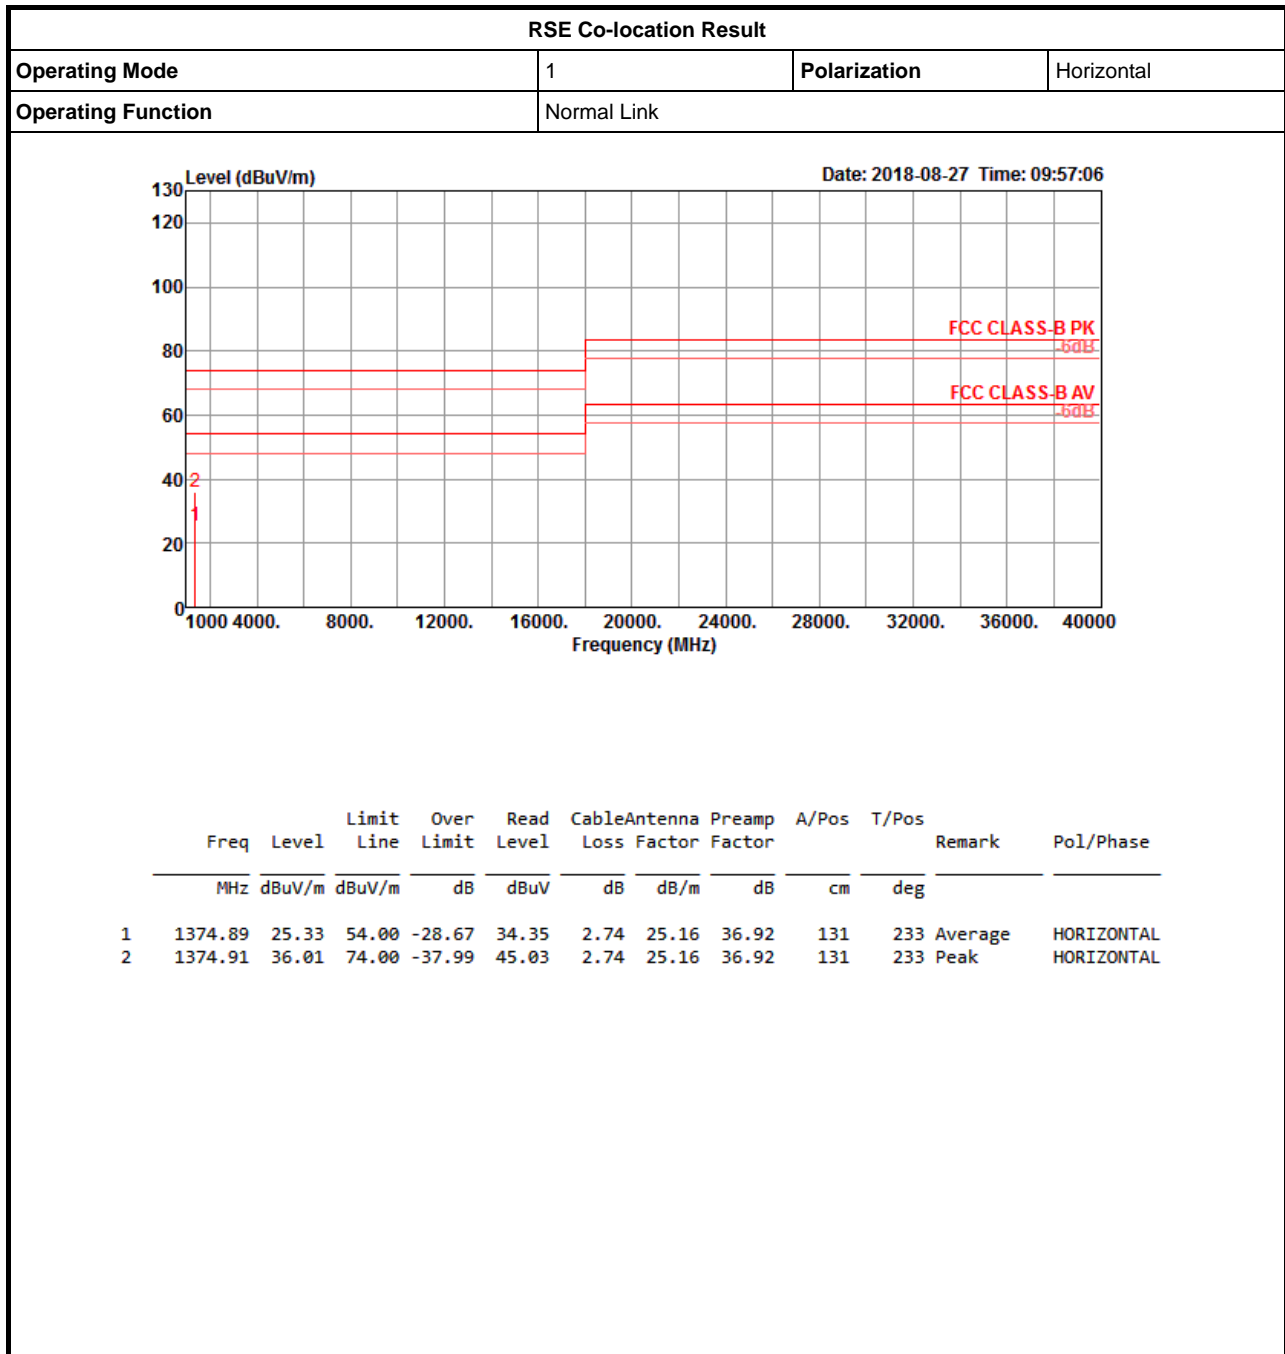 RSE Co-location Result
Operating Mode 1 Polarization Horizontal
Operating Function Normal Link
Level (dBuV/m) Date: 2018-08-27 Time: 09:57:06
130
120
100
FCC CLASS-B PK
80 -6dB
FCC CLASS-B AV
60 -6dB
40 2
1
20
0
1000 4000. 8000. 12000. 16000. 20000. 24000. 28000. 32000. 36000. 40000
Frequency (MHz)
Limit Over Read CableAntenna Preamp A/Pos T/Pos
Freq Level Line Limit Level Loss Factor Factor Remark Pol/Phase
MHz dBuV/m dBuV/m dB dBuV dB dB/m dB cm deg
1 1374.89 25.33 54.00 -28.67 34.35 2.74 25.16 36.92 131 233 Average HORIZONTAL
2 1374.91 36.01 74.00 -37.99 45.03 2.74 25.16 36.92 131 233 Peak HORIZONTAL